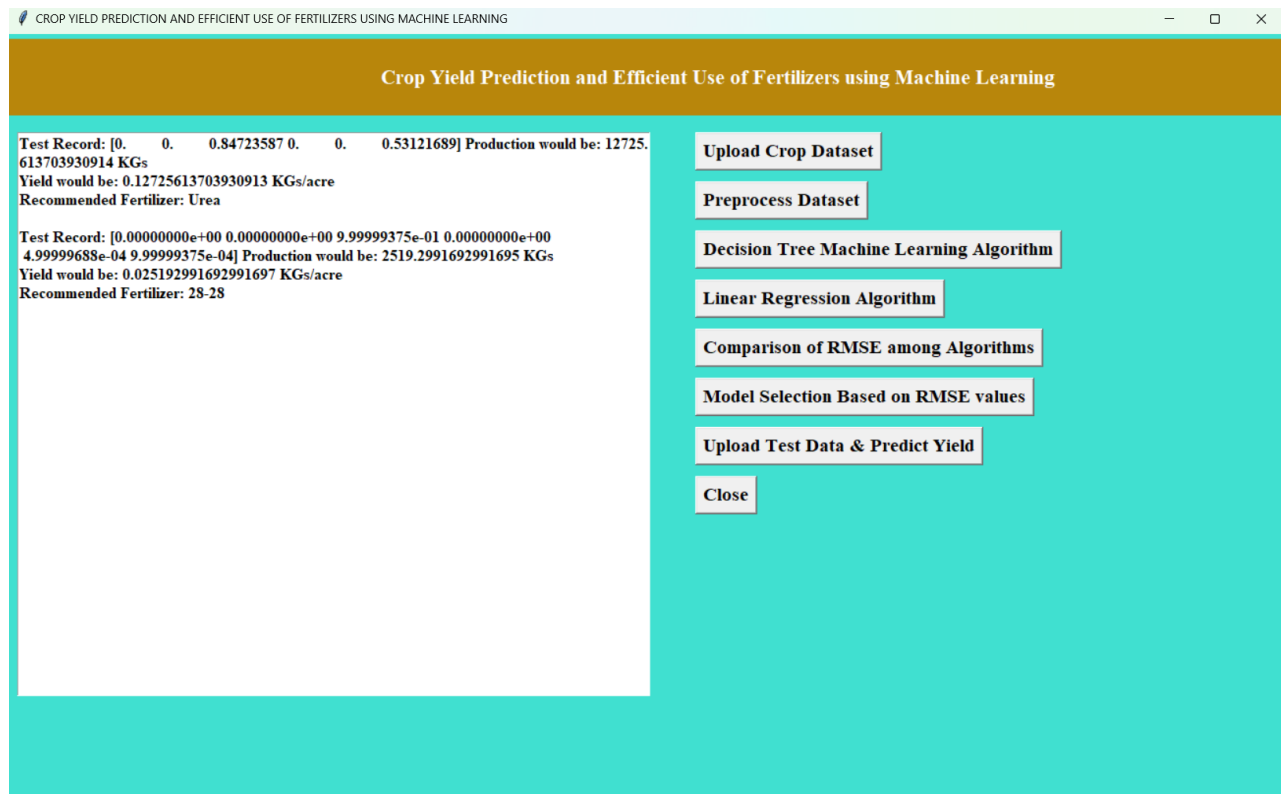 CROP YIELD PREDICTION AND EFFICIENT USE OF FERTILIZERS USING MACHINE LEARNING
Crop Yield Prediction and Efficient Use of Fertilizers using Machine Learning
Test Record: [0. 0. 0.84723587 0. 0. 0.53121689] Production would be: 12725.
613703930914 KGs
Yield would be: 0.12725613703930913 KGs/acre
Recommended Fertilizer: Urea
Test Record: [0.00000000e+00 0.00000000e+00 9.99999375e-01 0.00000000e+00
4.99999688e-04 9.99999375e-04] Production would be: 2519.2991692991695 KGs
Yield would be: 0.025192991692991697 KGs/acre
Recommended Fertilizer: 28-28
Upload Crop Dataset
Preprocess Dataset
Decision Tree Machine Learning Algorithm
Linear Regression Algorithm
Comparison of RMSE among Algorithms
Model Selection Based on RMSE values
Upload Test Data & Predict Yield
Close